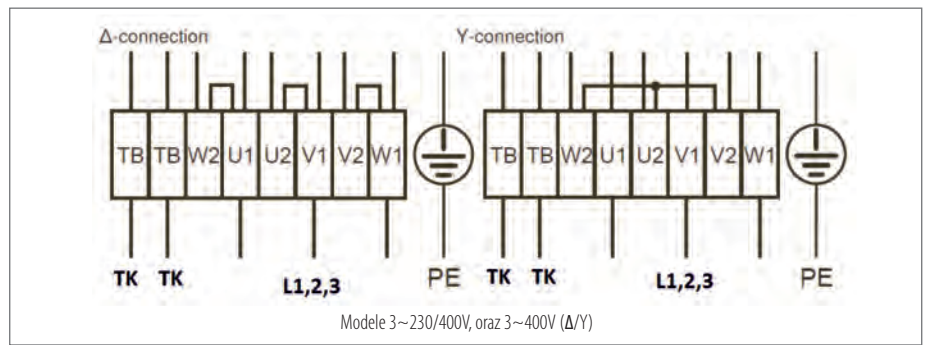 Δ-connection Y-connection
TB TB W2 U1 U2 V1 V2 W1 TB TB W2 U1 U2 V1 V2 W1
TK TK L1,2,3 PE TK TK L1,2,3 PE
Modele 3~230/400V, oraz 3~400V (Δ/Y)